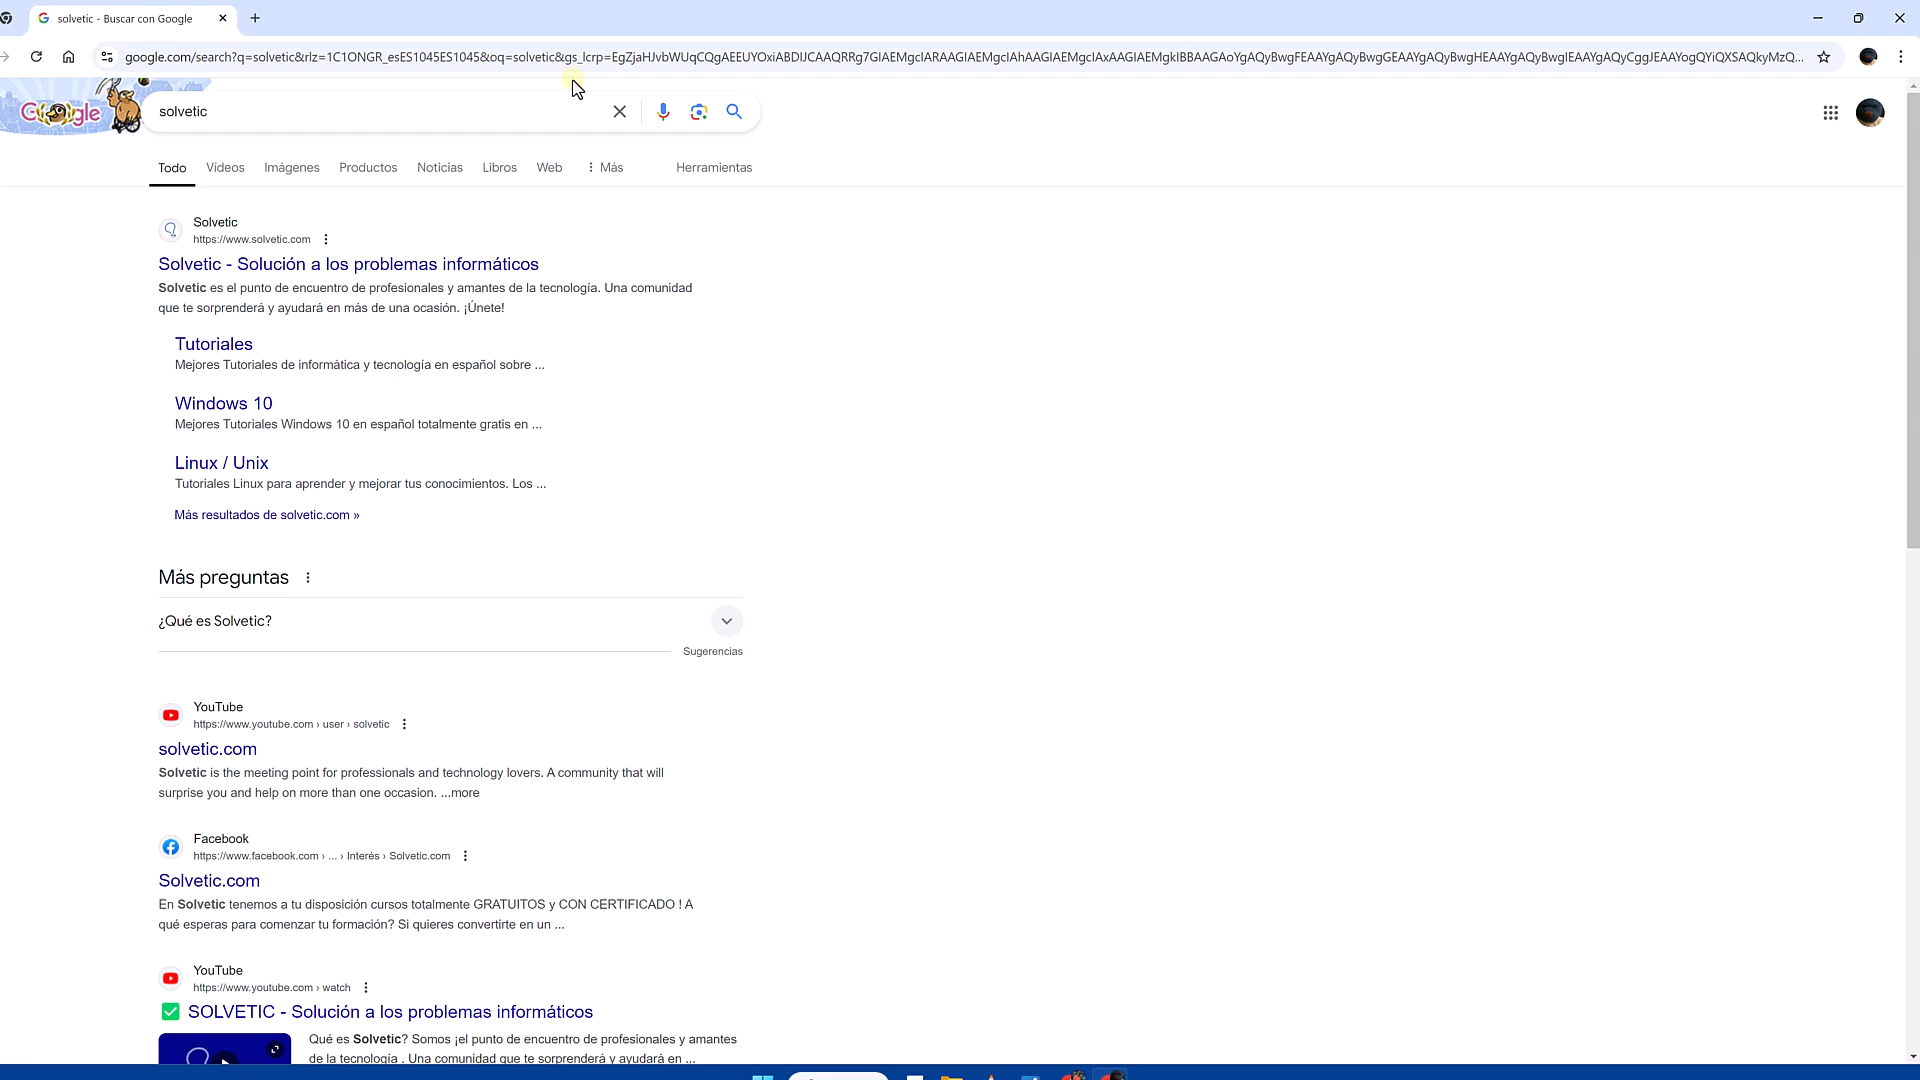 solvetic - Buscar con Google
google.com/search?q=solvetic&rlz=1C1ONGR_esES1045ES1045&oq=solvetic&gs_lcrp=EgZjaHJvbWUqCQgAEEUYOxiABDIJCAAQRRg7GIAEMgcIARAAGIAEMgcIAhAAGIAEMgcIAxAAGIAEMgkIBBAAGAoYgAQyBwgFEAAYgAQyBwgGEAAYgAQyBwgHEAAYgAQyBwgIEAAYgAQyCggJEAAYogQYiQXSAQkyMzQ...
Google
solvetic
Todo Vídeos Imágenes Productos Noticias Libros Web Más Herramientas
Solvetic
https://www.solvetic.com
Solvetic - Solución a los problemas informáticos
Solvetic es el punto de encuentro de profesionales y amantes de la tecnología. Una comunidad
que te sorprenderá y ayudará en más de una ocasión. ¡Únete!
Tutoriales
Mejores Tutoriales de informática y tecnología en español sobre ...
Windows 10
Mejores Tutoriales Windows 10 en español totalmente gratis en ...
Linux / Unix
Tutoriales Linux para aprender y mejorar tus conocimientos. Los ...
Más resultados de solvetic.com »
Más preguntas
¿Qué es Solvetic?
Sugerencias
YouTube
https://www.youtube.com › user › solvetic
solvetic.com
Solvetic is the meeting point for professionals and technology lovers. A community that will
surprise you and help on more than one occasion. ...more
Facebook
https://www.facebook.com › ... › Interés › Solvetic.com
Solvetic.com
En Solvetic tenemos a tu disposición cursos totalmente GRATUITOS y CON CERTIFICADO ! A
qué esperas para comenzar tu formación? Si quieres convertirte en un ...
YouTube
https://www.youtube.com › watch
✅ SOLVETIC - Solución a los problemas informáticos
Qué es Solvetic? Somos ¡el punto de encuentro de profesionales y amantes
de la tecnología . Una comunidad que te sorprenderá y ayudará en ...